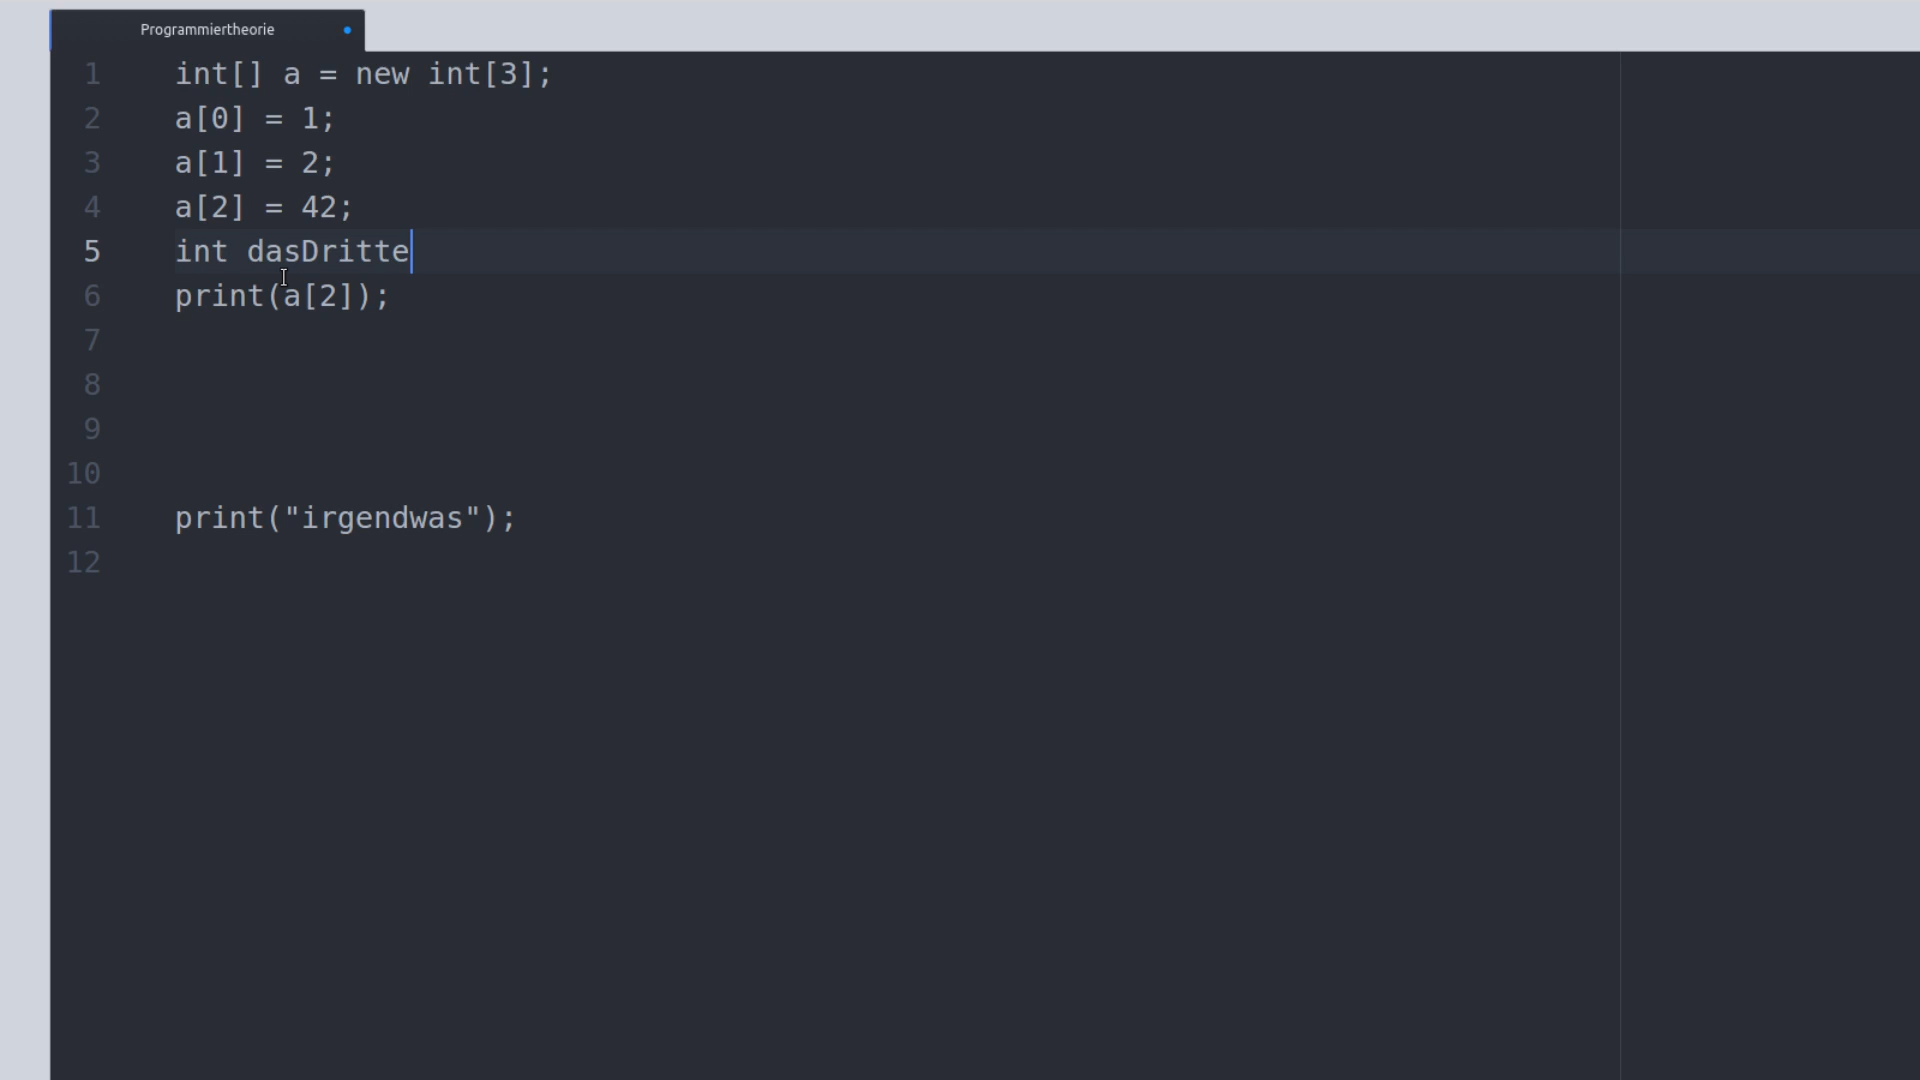 Programmiertheorie
1 int[] a = new int[3];
2 a[0] = 1;
3 a[1] = 2;
4 a[2] = 42;
5 int dasDritte
6 print(a[2]);
7
8
9
10
11 print("irgendwas");
12